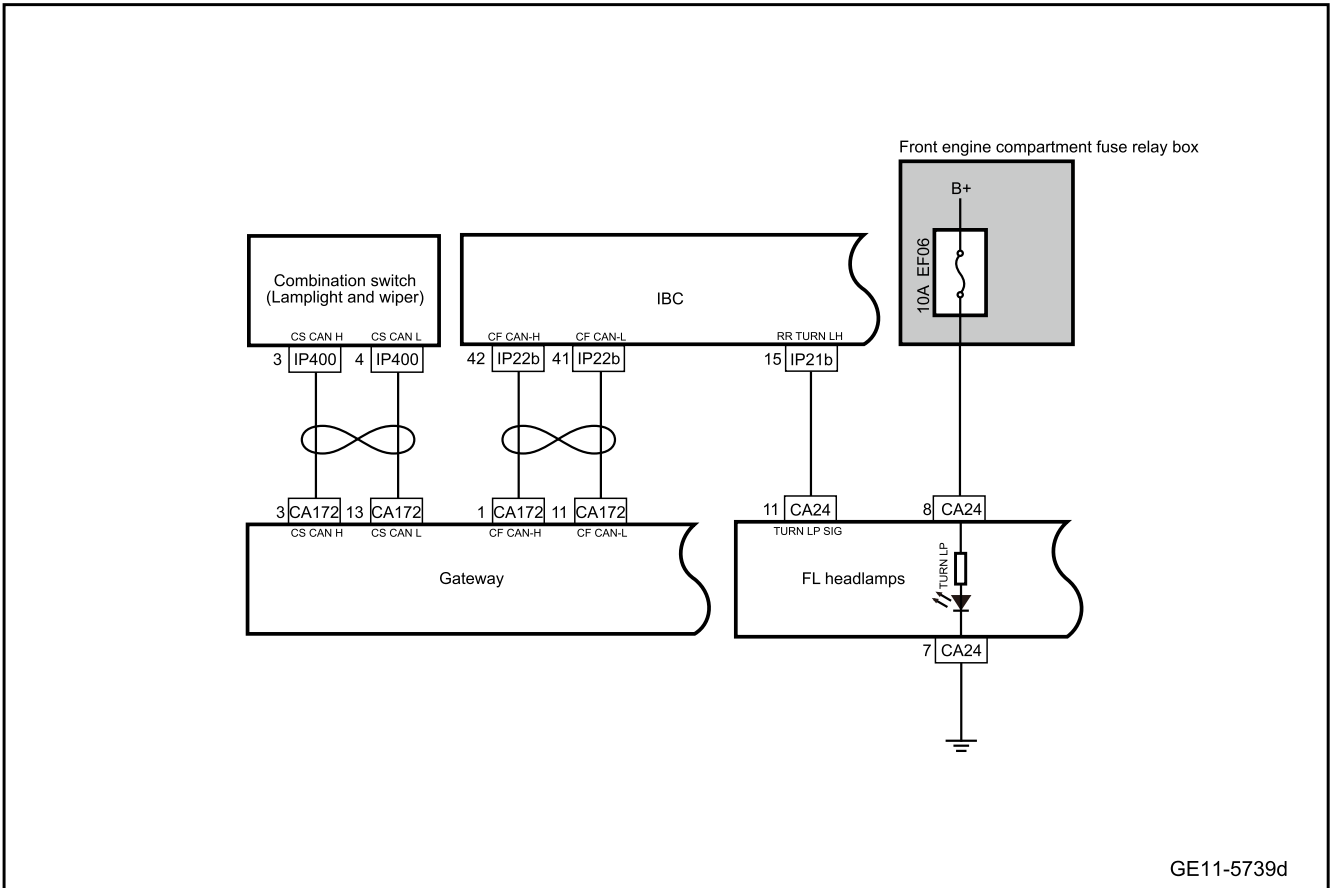 Front engine compartment fuse relay box
B+
10A EF06
Combination switch
(Lamplight and wiper)
CS CAN H
CS CAN L
3 IP400
4 IP400
IBC
CF CAN-H
CF CAN-L
RR TURN LH
42 IP22b
41 IP22b
15 IP21b
3 CA172
13 CA172
1 CA172
11 CA172
11 CA24
8 CA24
CS CAN H
CS CAN L
CF CAN-H
CF CAN-L
TURN LP SIG
Gateway
FL headlamps
TURN LP
7 CA24
GE11-5739d